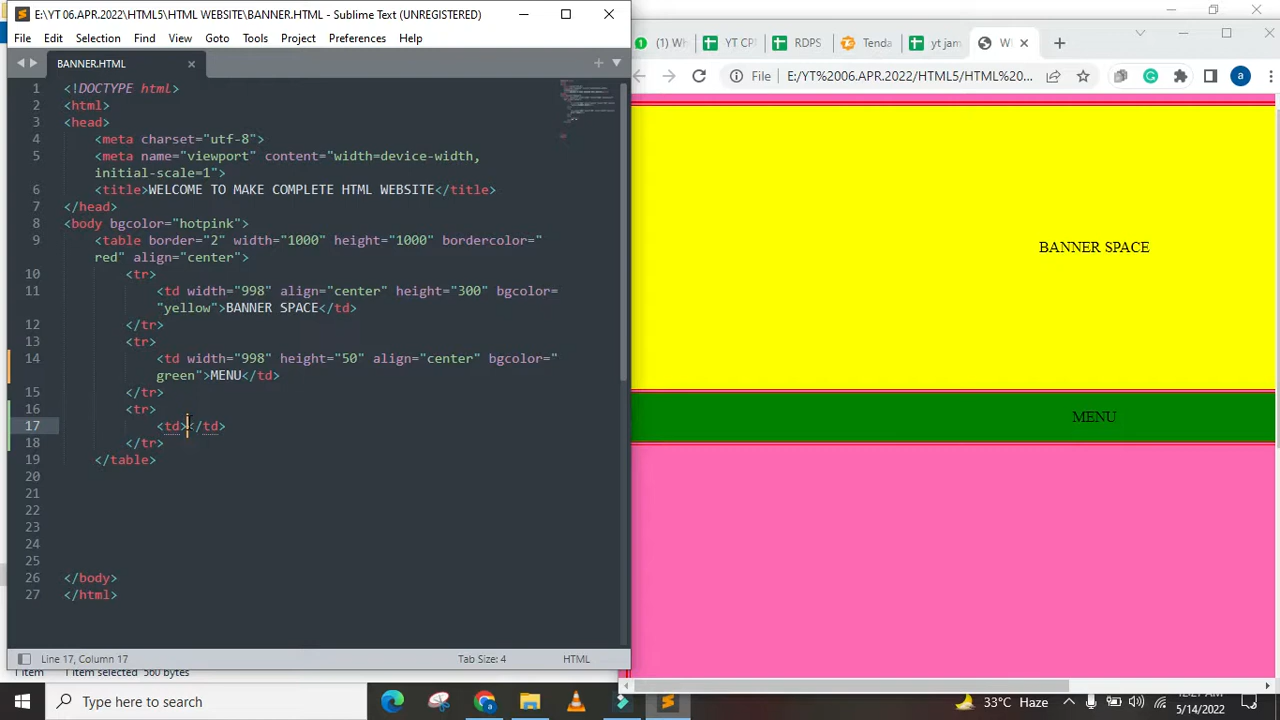 E:\YT 06.APR.2022\HTML5\HTML WEBSITE\BANNER.HTML - Sublime Text (UNREGISTERED)
File Edit Selection Find View Goto Tools Project Preferences Help
BANNER.HTML
1 <!DOCTYPE html>
2 <html>
3 <head>
4 <meta charset="utf-8">
5 <meta name="viewport" content="width=device-width,
initial-scale=1">
6 <title>WELCOME TO MAKE COMPLETE HTML WEBSITE</title>
7 </head>
8 <body bgcolor="hotpink">
9 <table border="2" width="1000" height="1000" bordercolor="
red" align="center">
10 <tr>
11 <td width="998" align="center" height="300" bgcolor=
"yellow">BANNER SPACE</td>
12 </tr>
13 <tr>
14 <td width="998" height="50" align="center" bgcolor="
green">MENU</td>
15 </tr>
16 <tr>
17 <td></td>
18 </tr>
19 </table>
20
21
22
23
24
25
26 </body>
27 </html>
Line 17, Column 17 Tab Size: 4 HTML
1 item 1 item selected 560 bytes
(1) Wh YT CP RDPS Tenda yt jam W
File E:/YT%2006.APR.2022/HTML5/HTML%20... a
BANNER SPACE
MENU
Type here to search
33°C Haze
12:21 AM
5/14/2022